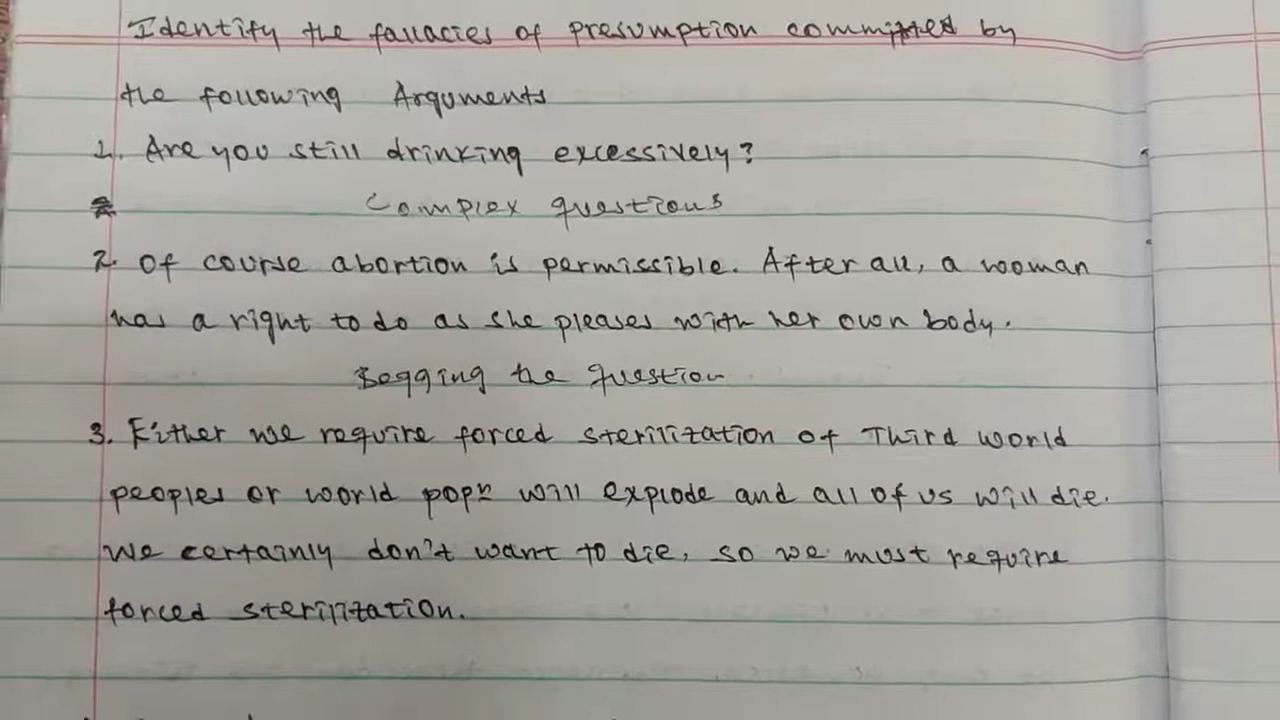 Identify the fallacies of presumption committed by
the following Arguments
1. Are you still drinking excessively?
Complex questions
2. Of course abortion is permissible. After all, a wooman
has a right to do as she pleases with her own body.
Begging the question
3. Either we require forced sterilization of Third world
peoples or world popn will explode and all of us will die.
We certainly don't want to die, so we must require
forced sterilization.